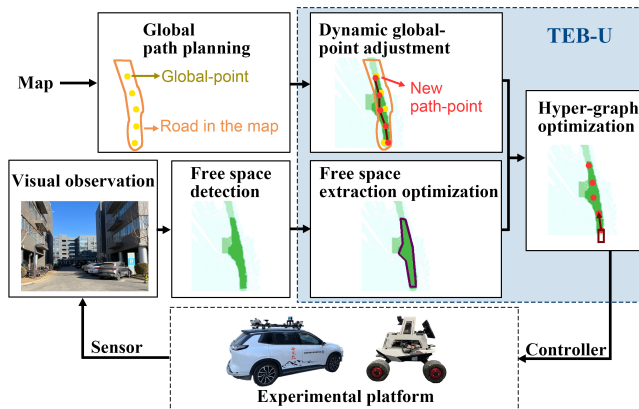 Global
path planning
Dynamic global-
point adjustment
TEB-U
Map
Global-point
Road in the map
New
path-point
Hyper-graph
optimization
Visual observation
Free space
detection
Free space
extraction optimization
Sensor
Controller
Experimental platform